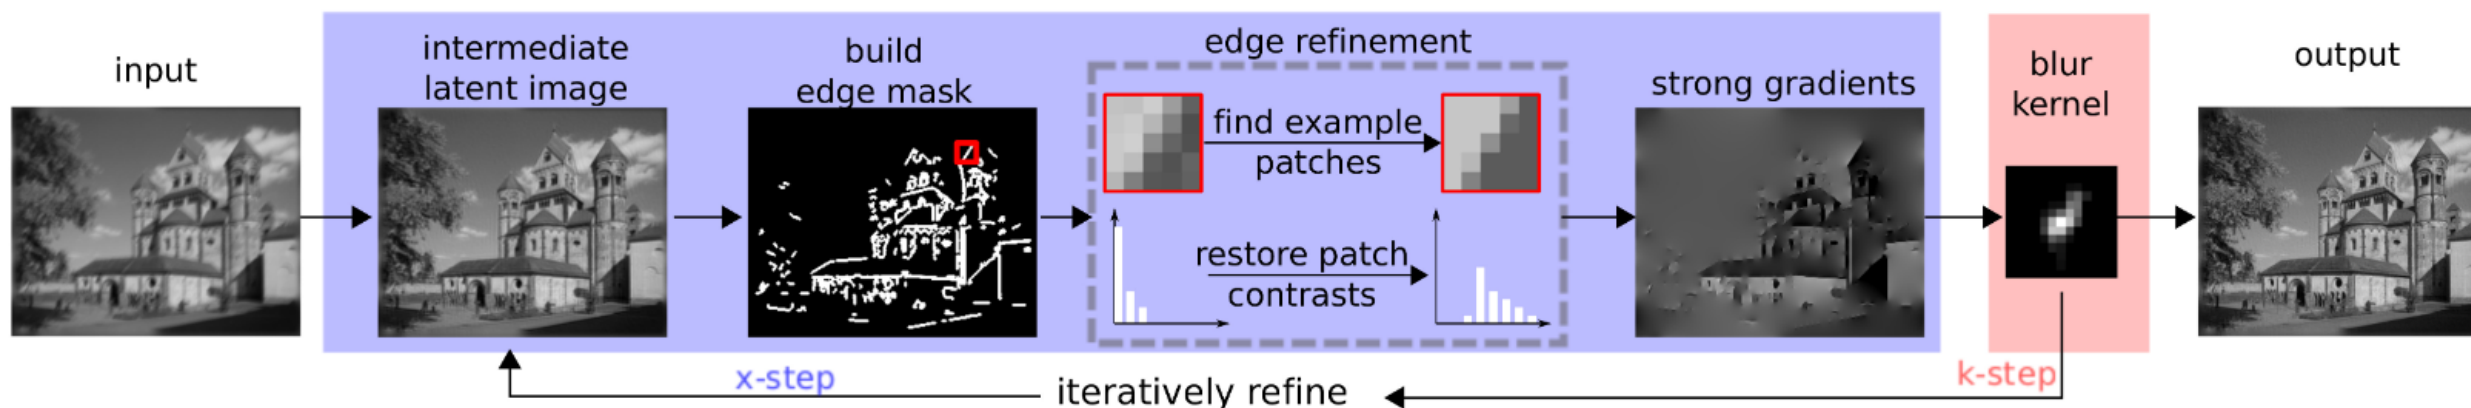 input
intermediate
latent image
build
edge mask
edge refinement
find example
patches
restore patch
contrasts
strong gradients
blur
kernel
output
x-step
iteratively refine
k-step